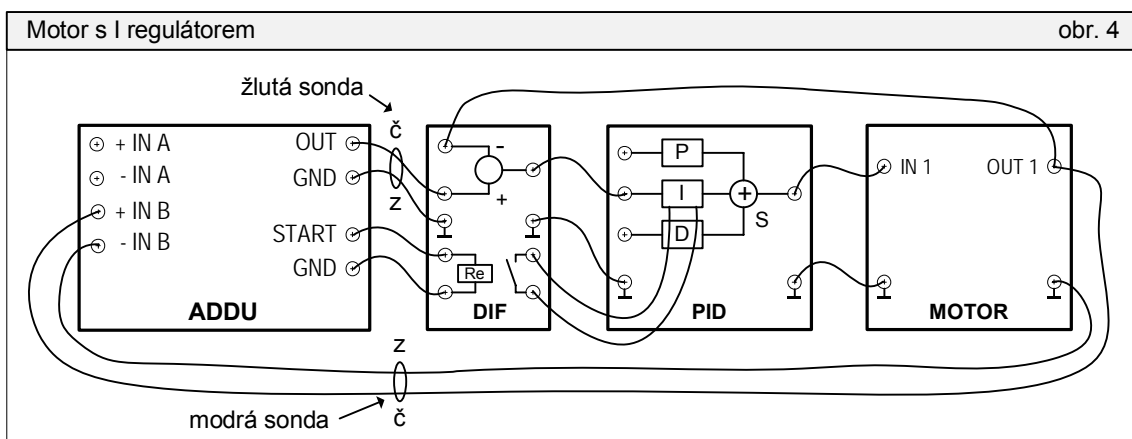 Motor s I regulátorem obr. 4
žlutá sonda
č
z
+ IN A
- IN A
+ IN B
- IN B
OUT
GND
START
GND
ADDU
-
+
Re
DIF
P
I
D
+
S
PID
IN 1 OUT 1
MOTOR
z
č
modrá sonda